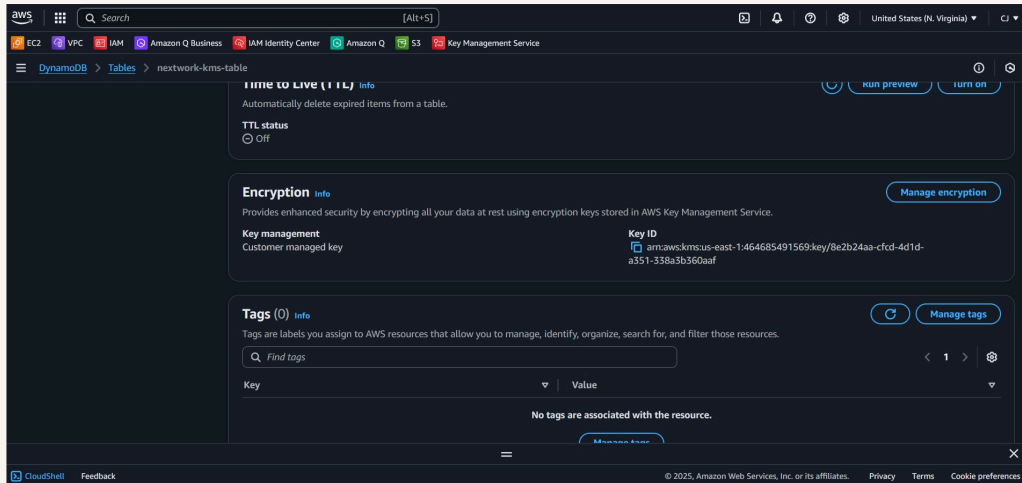 aws
Search [Alt+S]
United States (N. Virginia) ▼ CJ ▼
EC2 VPC IAM Amazon Q Business IAM Identity Center Amazon Q S3 Key Management Service
DynamoDB > Tables > nextwork-kms-table
Time to Live (TTL) Info
Run preview Turn on
Automatically delete expired items from a table.
TTL status
Off
Encryption Info
Manage encryption
Provides enhanced security by encrypting all your data at rest using encryption keys stored in AWS Key Management Service.
Key management
Customer managed key
Key ID
arn:aws:kms:us-east-1:464685491569:key/8e2b24aa-cfcd-4d1d-
a351-338a3b360aaf
Tags (0) Info
Manage tags
Tags are labels you assign to AWS resources that allow you to manage, identify, organize, search for, and filter those resources.
Find tags
< 1 >
Key Value
No tags are associated with the resource.
Manage tags
CloudShell Feedback © 2025, Amazon Web Services, Inc. or its affiliates. Privacy Terms Cookie preferences